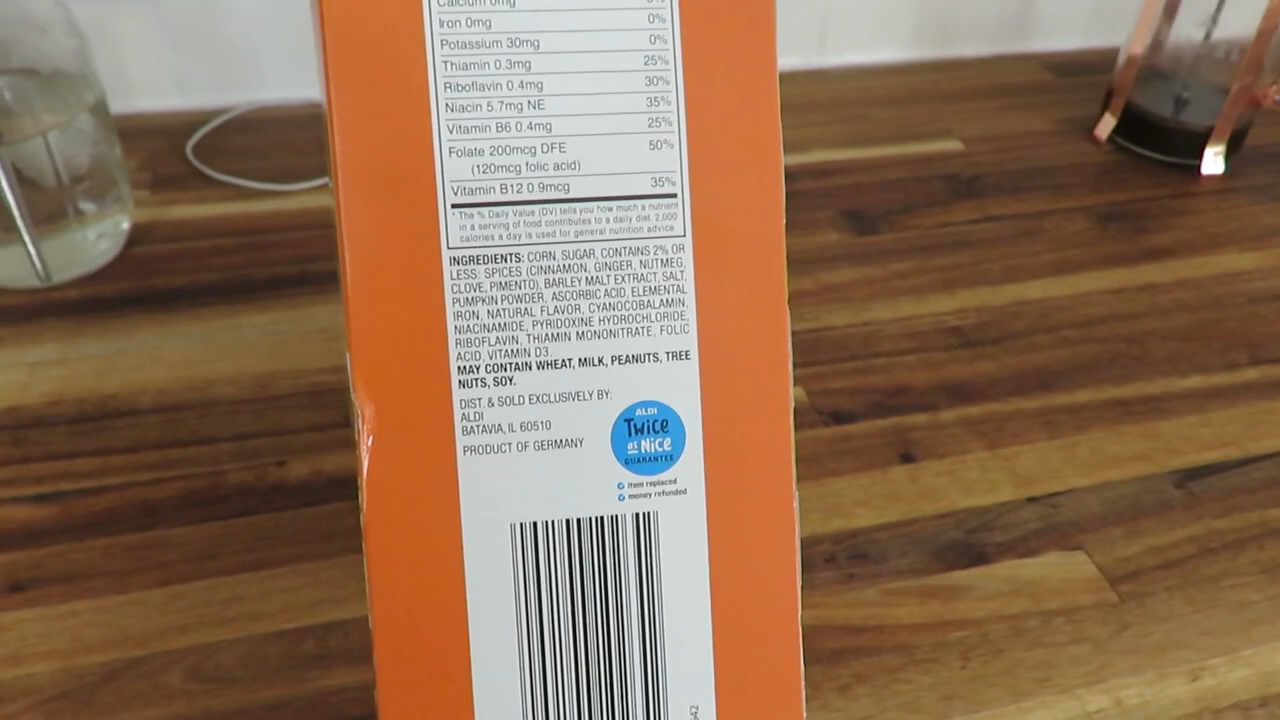 Calcium 0mg 0%
Iron 0mg 0%
Potassium 30mg 0%
Thiamin 0.3mg 25%
Riboflavin 0.4mg 30%
Niacin 5.7mg NE 35%
Vitamin B6 0.4mg 25%
Folate 200mcg DFE 50%
(120mcg folic acid)
Vitamin B12 0.9mcg 35%
* The % Daily Value (DV) tells you how much a nutrient
in a serving of food contributes to a daily diet. 2,000
calories a day is used for general nutrition advice.
INGREDIENTS: CORN, SUGAR, CONTAINS 2% OR
LESS: SPICES (CINNAMON, GINGER, NUTMEG,
CLOVE, PIMENTO), BARLEY MALT EXTRACT, SALT,
PUMPKIN POWDER, ASCORBIC ACID, ELEMENTAL
IRON, NATURAL FLAVOR, CYANOCOBALAMIN,
NIACINAMIDE, PYRIDOXINE HYDROCHLORIDE,
RIBOFLAVIN, THIAMIN MONONITRATE, FOLIC
ACID, VITAMIN D3.
MAY CONTAIN WHEAT, MILK, PEANUTS, TREE
NUTS, SOY.
DIST. & SOLD EXCLUSIVELY BY:
ALDI
BATAVIA, IL 60510
PRODUCT OF GERMANY
ALDI
Twice
as Nice
GUARANTEE
item replaced
money refunded